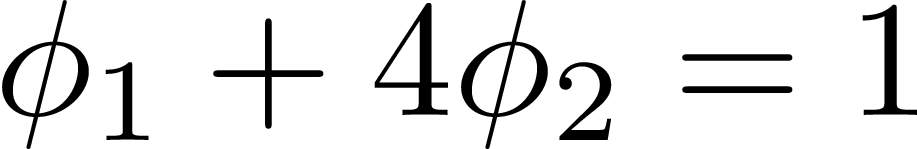 ϕ₁ + 4ϕ₂ = 1